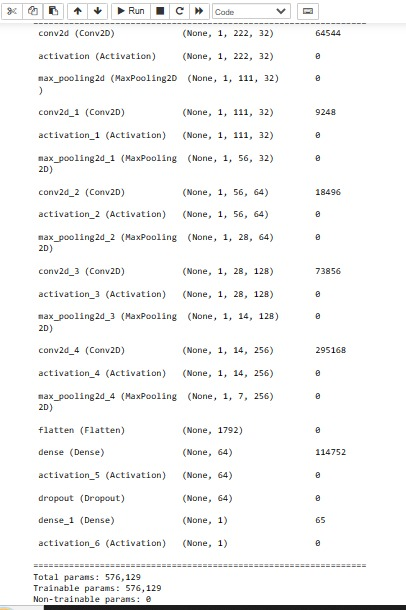 Run Code
================================================================
conv2d (Conv2D) (None, 1, 222, 32) 64544
activation (Activation) (None, 1, 222, 32) 0
max_pooling2d (MaxPooling2D (None, 1, 111, 32) 0
)
conv2d_1 (Conv2D) (None, 1, 111, 32) 9248
activation_1 (Activation) (None, 1, 111, 32) 0
max_pooling2d_1 (MaxPooling (None, 1, 56, 32) 0
2D)
conv2d_2 (Conv2D) (None, 1, 56, 64) 18496
activation_2 (Activation) (None, 1, 56, 64) 0
max_pooling2d_2 (MaxPooling (None, 1, 28, 64) 0
2D)
conv2d_3 (Conv2D) (None, 1, 28, 128) 73856
activation_3 (Activation) (None, 1, 28, 128) 0
max_pooling2d_3 (MaxPooling (None, 1, 14, 128) 0
2D)
conv2d_4 (Conv2D) (None, 1, 14, 256) 295168
activation_4 (Activation) (None, 1, 14, 256) 0
max_pooling2d_4 (MaxPooling (None, 1, 7, 256) 0
2D)
flatten (Flatten) (None, 1792) 0
dense (Dense) (None, 64) 114752
activation_5 (Activation) (None, 64) 0
dropout (Dropout) (None, 64) 0
dense_1 (Dense) (None, 1) 65
activation_6 (Activation) (None, 1) 0
================================================================
Total params: 576,129
Trainable params: 576,129
Non-trainable params: 0